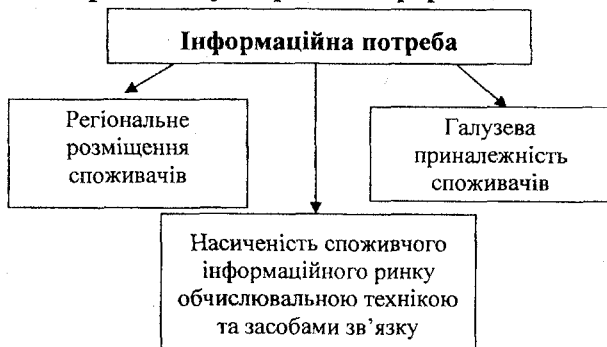 Інформаційна потреба
Регіональне
розміщення
споживачів
Галузева
приналежність
споживачів
Насиченість споживчого
інформаційного ринку
обчислювальною технікою
та засобами зв’язку